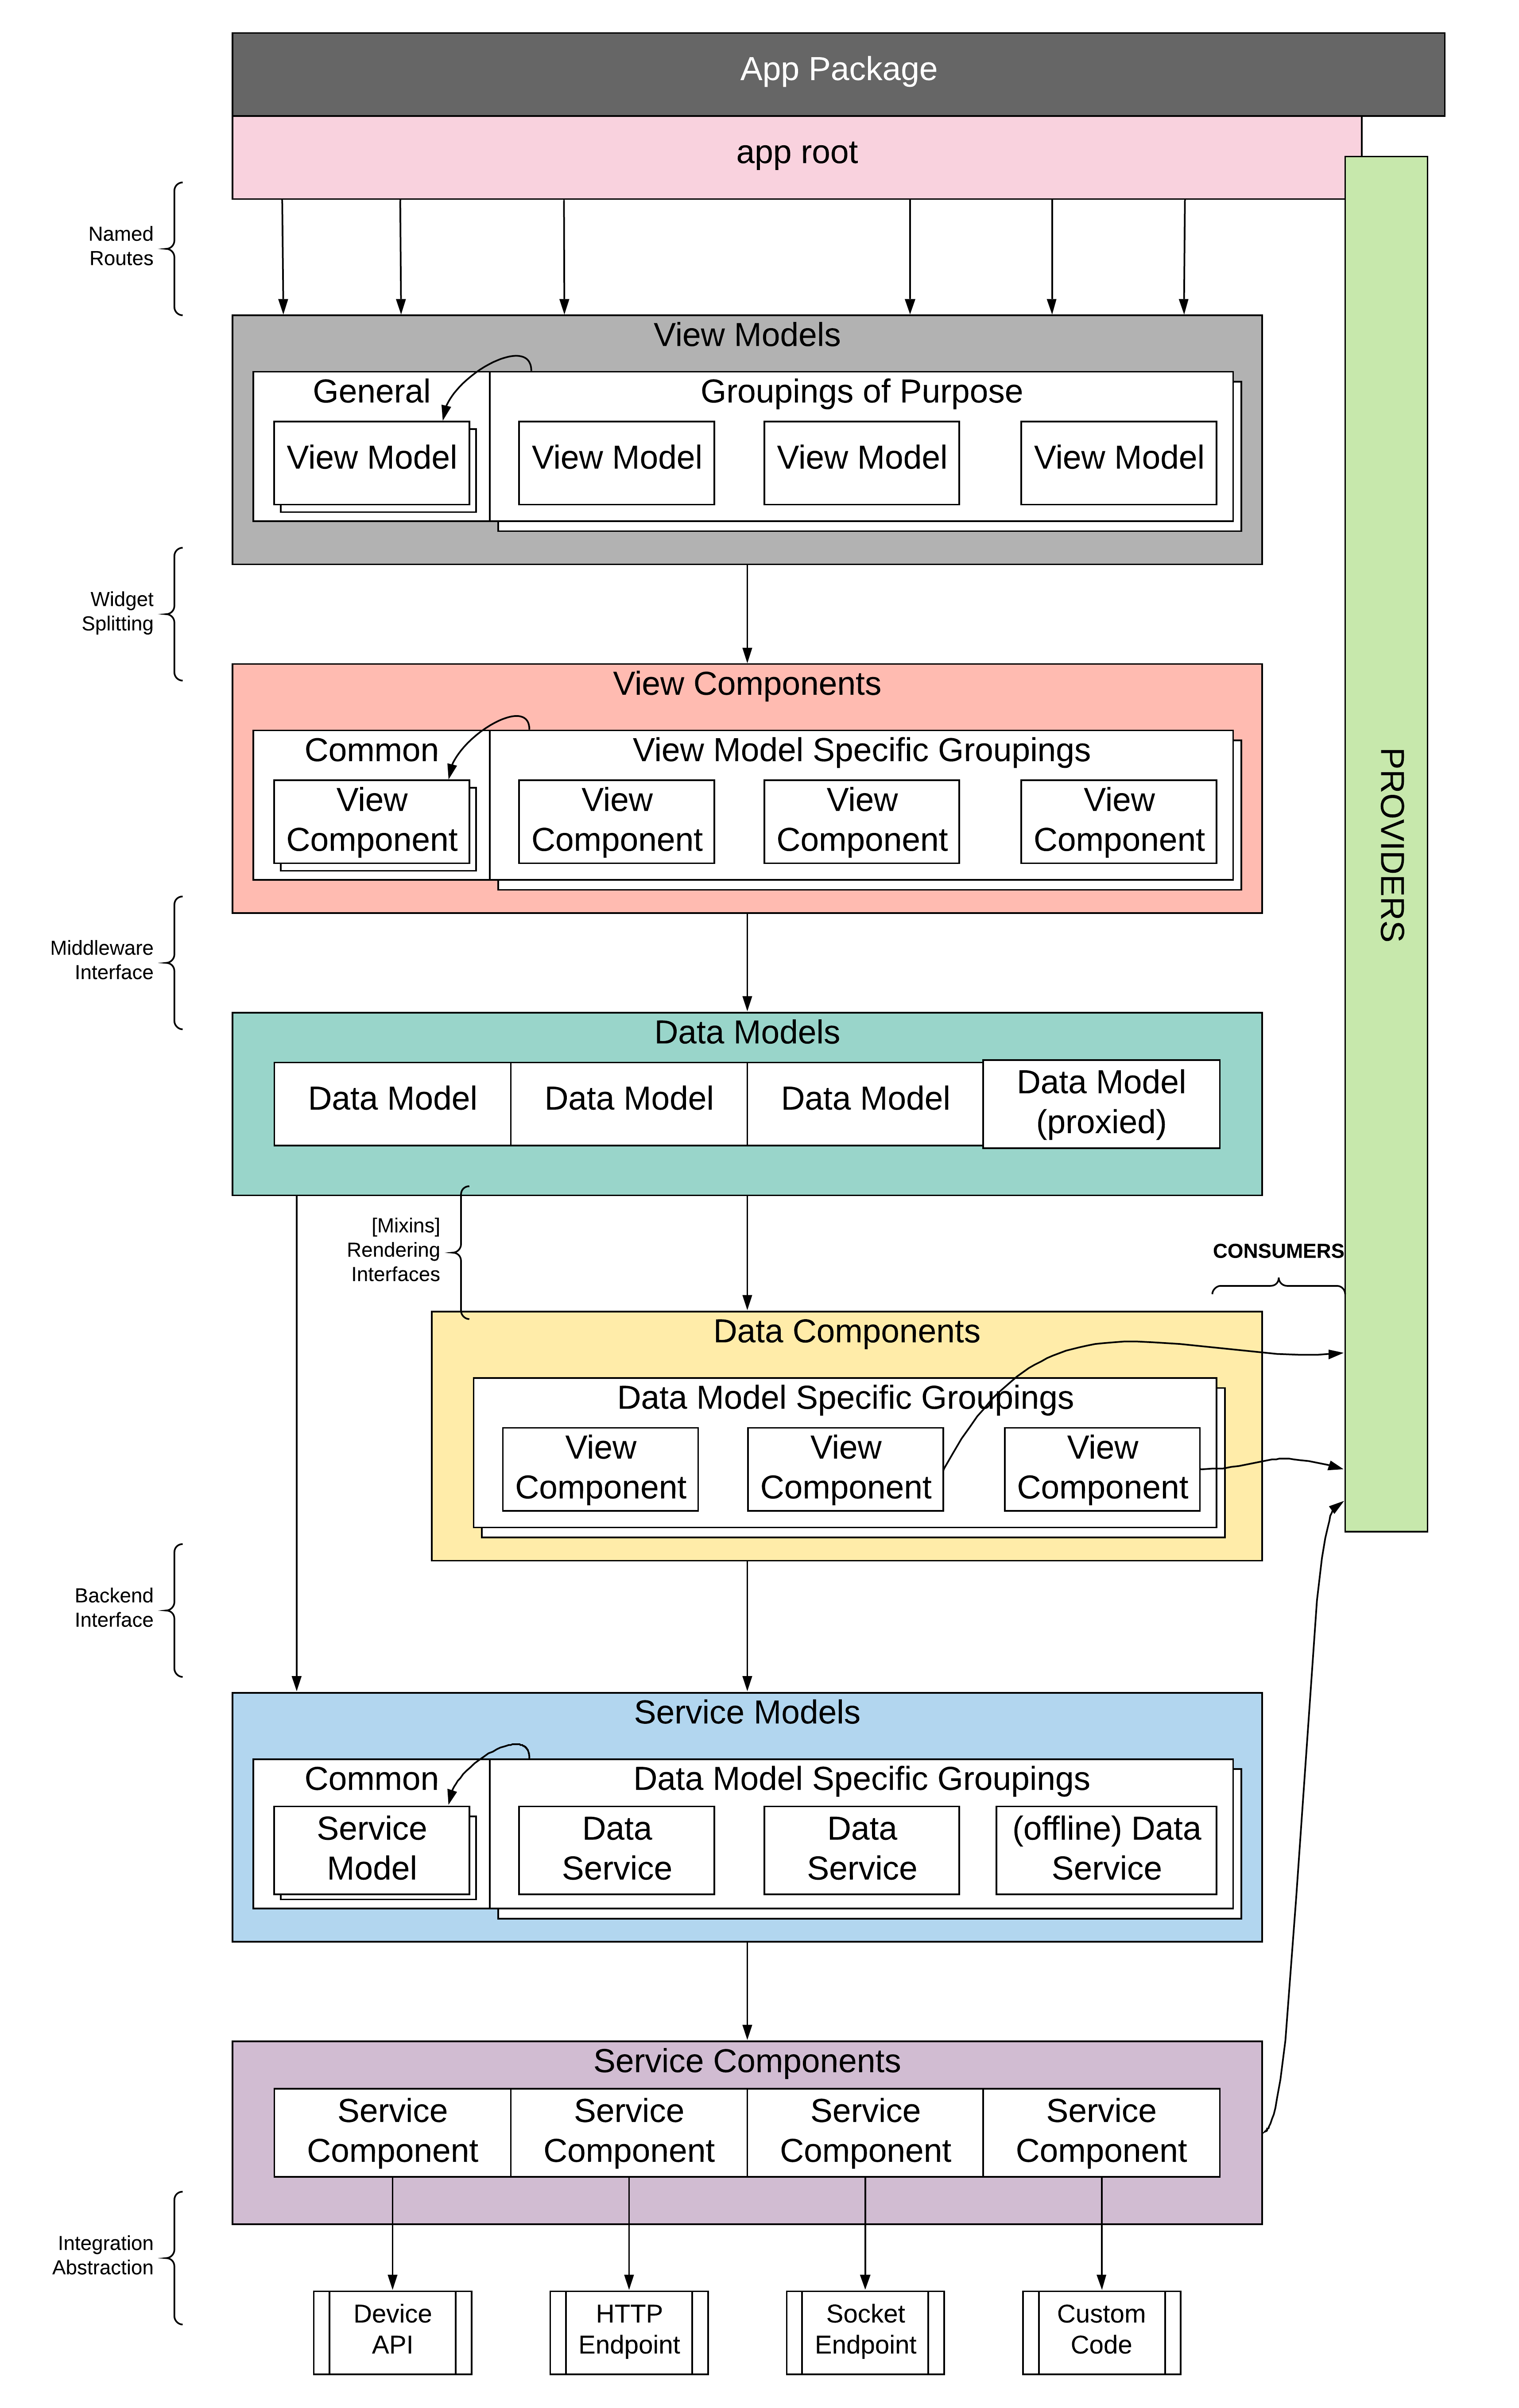 App Package
app root
Named
Routes
View Models
General
Groupings of Purpose
View Model
View Model
View Model
View Model
Widget
Splitting
View Components
Common
View Model Specific Groupings
View
Component
View
Component
View
Component
View
Component
PROVIDERS
Middleware
Interface
Data Models
Data Model
Data Model
Data Model
Data Model
(proxied)
[Mixins]
Rendering
Interfaces
CONSUMERS
Data Components
Data Model Specific Groupings
View
Component
View
Component
View
Component
Backend
Interface
Service Models
Common
Data Model Specific Groupings
Service
Model
Data
Service
Data
Service
(offline) Data
Service
Service Components
Service
Component
Service
Component
Service
Component
Service
Component
Integration
Abstraction
Device
API
HTTP
Endpoint
Socket
Endpoint
Custom
Code